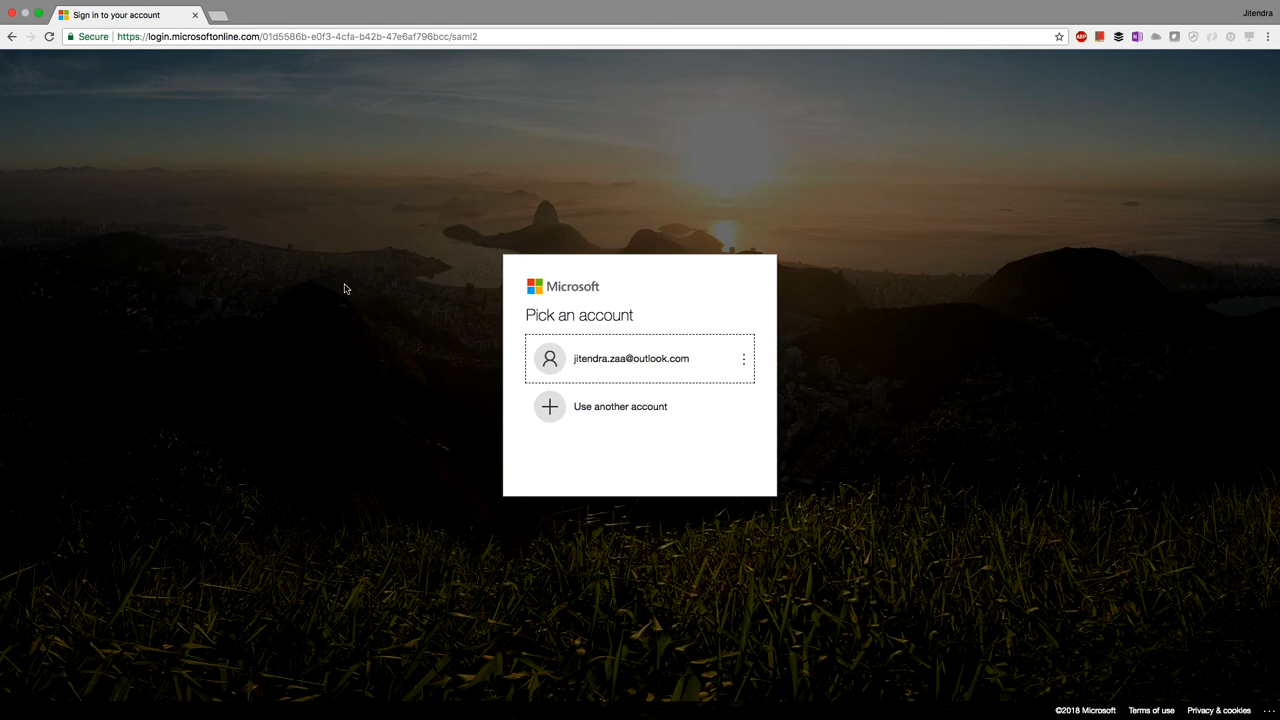 Sign in to your account
Jitendra
Secure
https://login.microsoftonline.com/01d5586b-e0f3-4cfa-b42b-47e6af796bcc/saml2
ABP
Microsoft
Pick an account
jitendra.zaa@outlook.com
Use another account
©2018 Microsoft Terms of use Privacy & cookies ...